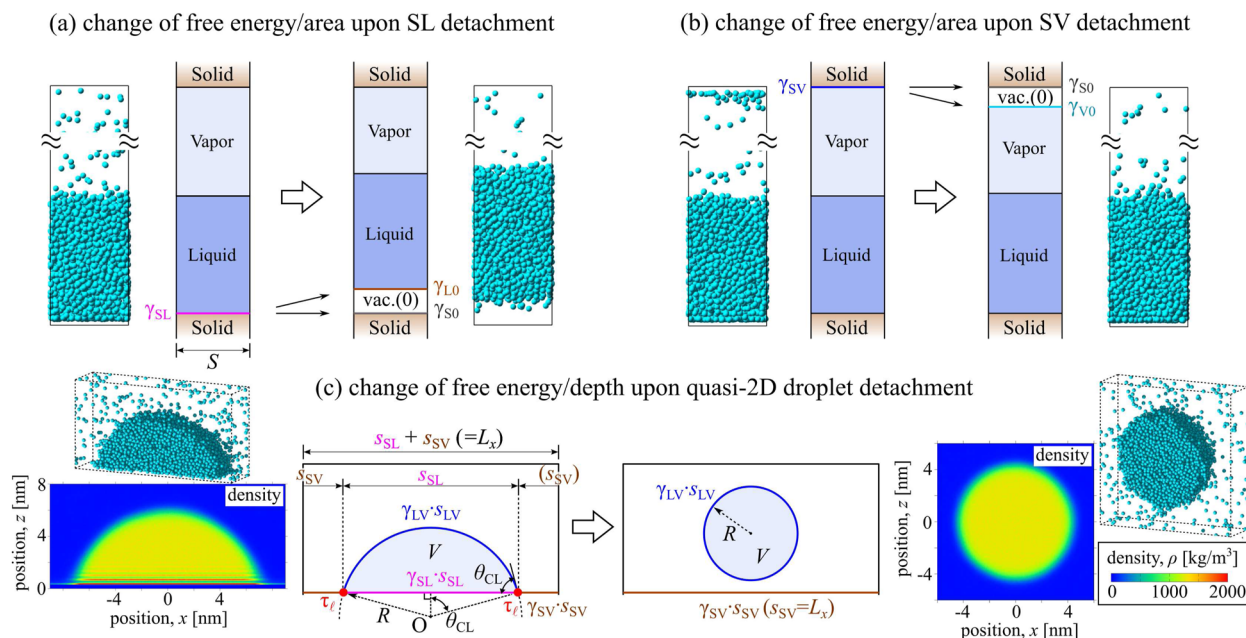 (a) change of free energy/area upon SL detachment
Solid
Vapor
Liquid
γSL
Solid
S
Solid
Vapor
Liquid
γL0
vac.(0)
γS0
Solid
(b) change of free energy/area upon SV detachment
Solid
γSV
Vapor
Liquid
Solid
Solid
γS0
vac.(0)
γV0
Vapor
Liquid
Solid
(c) change of free energy/depth upon quasi-2D droplet detachment
density
position, z [nm]
8
4
0
-8 -4 0 4 8
position, x [nm]
sSL + sSV (=Lx)
sSV
sSL
(sSV)
γLV·sLV
V
γSL·sSL
θCL
τℓ
τℓ
γSV·sSV
R
O
θCL
γLV·sLV
R
V
γSV·sSV (sSV=Lx)
density
position, z [nm]
4
0
-4
-4 0 4
position, x [nm]
density, ρ [kg/m³]
0 1000 2000